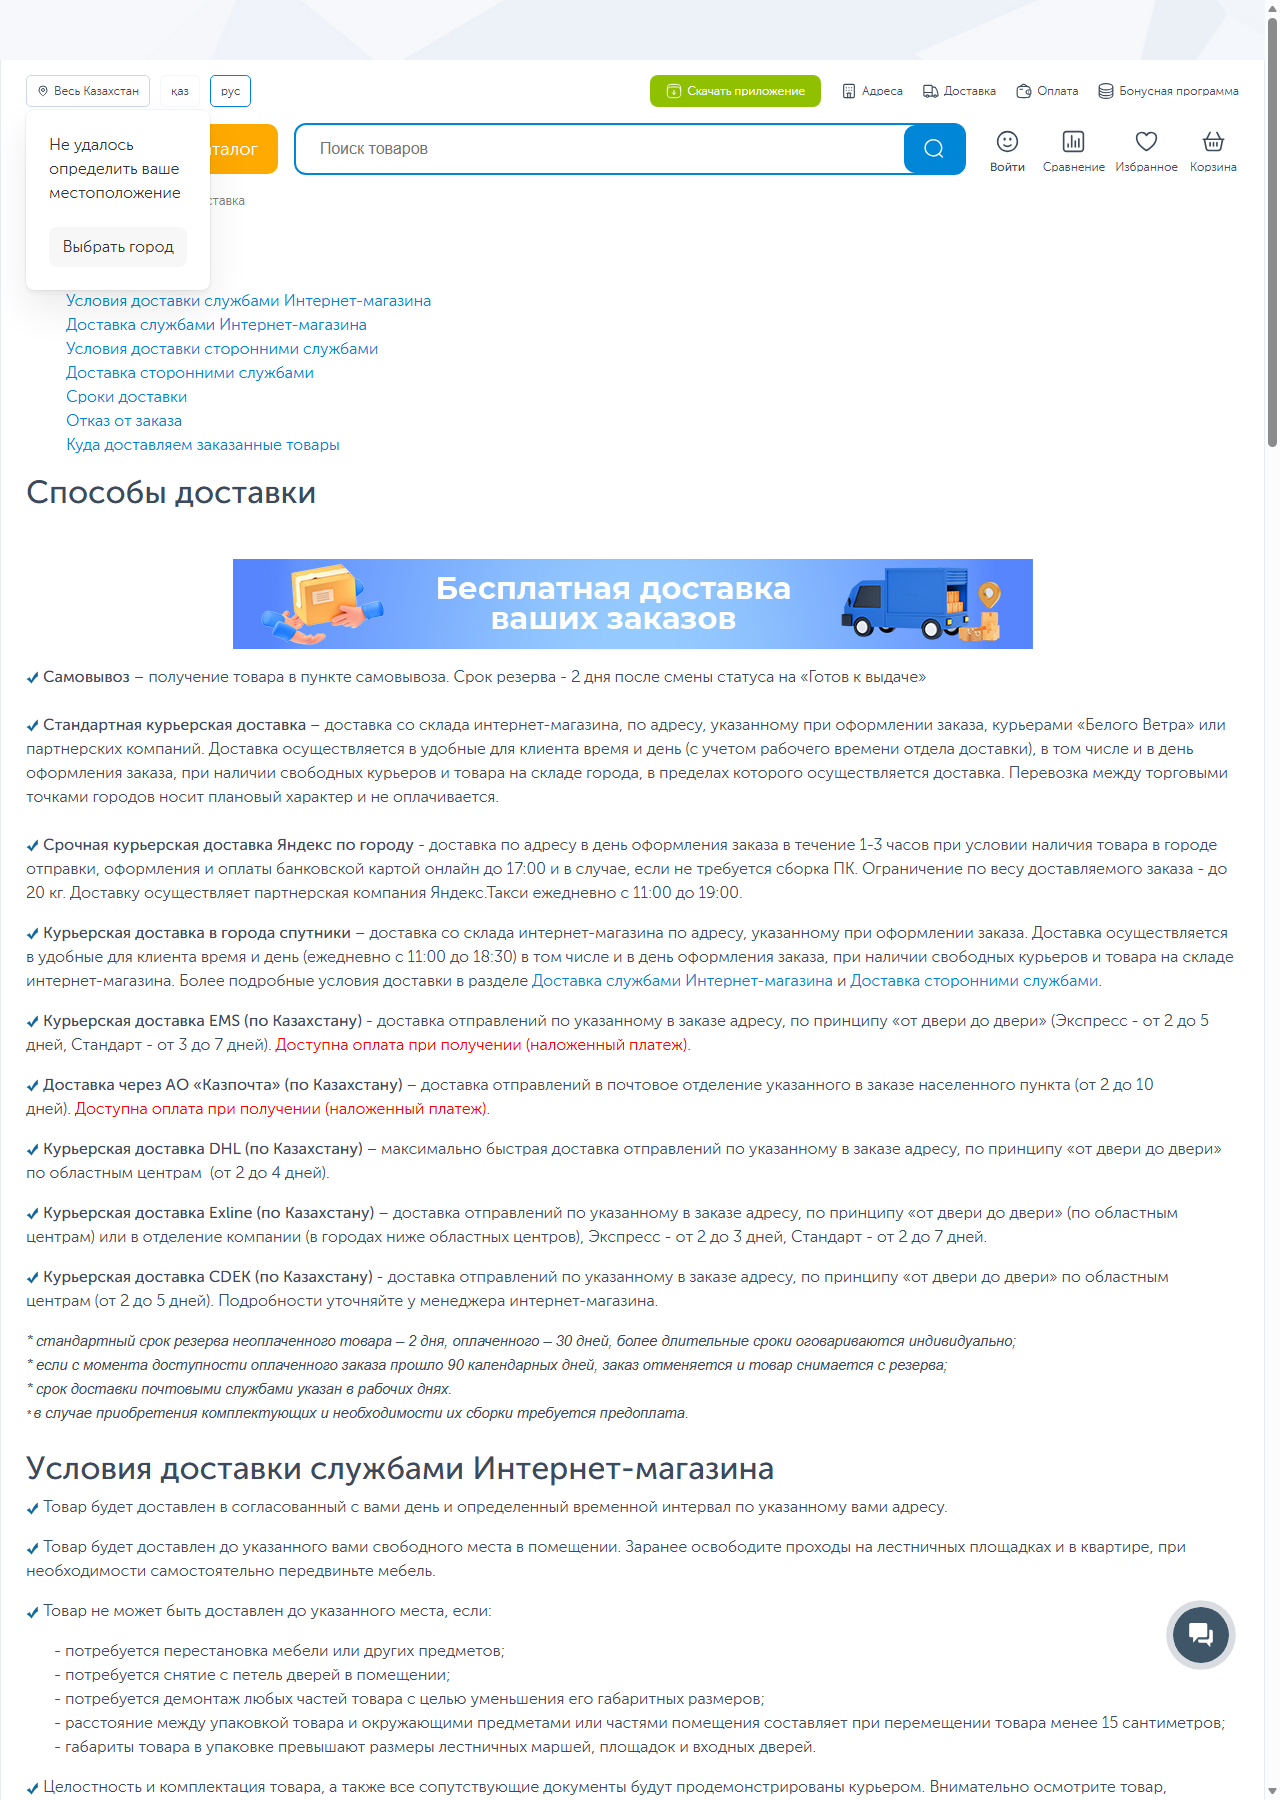 Весь Казахстан
қаз
рус
Скачать приложение
Адреса
Доставка
Оплата
Бонусная программа
Не удалось
определить ваше
местоположение
Выбрать город
Поиск товаров
Войти
Сравнение
Избранное
Корзина
Условия доставки службами Интернет-магазина
Доставка службами Интернет-магазина
Условия доставки сторонними службами
Доставка сторонними службами
Сроки доставки
Отказ от заказа
Куда доставляем заказанные товары
Способы доставки
Бесплатная доставка
ваших заказов
Самовывоз – получение товара в пункте самовывоза. Срок резерва - 2 дня после смены статуса на «Готов к выдаче»
Стандартная курьерская доставка – доставка со склада интернет-магазина, по адресу, указанному при оформлении заказа, курьерами «Белого Ветра» или
партнерских компаний. Доставка осуществляется в удобные для клиента время и день (с учетом рабочего времени отдела доставки), в том числе и в день
оформления заказа, при наличии свободных курьеров и товара на складе города, в пределах которого осуществляется доставка. Перевозка между торговыми
точками городов носит плановый характер и не оплачивается.
Срочная курьерская доставка Яндекс по городу - доставка по адресу в день оформления заказа в течение 1-3 часов при условии наличия товара в городе
отправки, оформления и оплаты банковской картой онлайн до 17:00 и в случае, если не требуется сборка ПК. Ограничение по весу доставляемого заказа - до
20 кг. Доставку осуществляет партнерская компания Яндекс.Такси ежедневно с 11:00 до 19:00.
Курьерская доставка в города спутники – доставка со склада интернет-магазина по адресу, указанному при оформлении заказа. Доставка осуществляется
в удобные для клиента время и день (ежедневно с 11:00 до 18:30) в том числе и в день оформления заказа, при наличии свободных курьеров и товара на складе
интернет-магазина. Более подробные условия доставки в разделе Доставка службами Интернет-магазина и Доставка сторонними службами.
Курьерская доставка EMS (по Казахстану) - доставка отправлений по указанному в заказе адресу, по принципу «от двери до двери» (Экспресс - от 2 до 5
дней, Стандарт - от 3 до 7 дней). Доступна оплата при получении (наложенный платеж).
Доставка через АО «Казпочта» (по Казахстану) – доставка отправлений в почтовое отделение указанного в заказе населенного пункта (от 2 до 10
дней). Доступна оплата при получении (наложенный платеж).
Курьерская доставка DHL (по Казахстану) – максимально быстрая доставка отправлений по указанному в заказе адресу, по принципу «от двери до двери»
по областным центрам (от 2 до 4 дней).
Курьерская доставка Exline (по Казахстану) – доставка отправлений по указанному в заказе адресу, по принципу «от двери до двери» (по областным
центрам) или в отделение компании (в городах ниже областных центров), Экспресс - от 2 до 3 дней, Стандарт - от 2 до 7 дней.
Курьерская доставка CDEK (по Казахстану) - доставка отправлений по указанному в заказе адресу, по принципу «от двери до двери» по областным
центрам (от 2 до 5 дней). Подробности уточняйте у менеджера интернет-магазина.
* стандартный срок резерва неоплаченного товара – 2 дня, оплаченного – 30 дней, более длительные сроки оговариваются индивидуально;
* если с момента доступности оплаченного заказа прошло 90 календарных дней, заказ отменяется и товар снимается с резерва;
* срок доставки почтовыми службами указан в рабочих днях.
* в случае приобретения комплектующих и необходимости их сборки требуется предоплата.
Условия доставки службами Интернет-магазина
Товар будет доставлен в согласованный с вами день и определенный временной интервал по указанному вами адресу.
Товар будет доставлен до указанного вами свободного места в помещении. Заранее освободите проходы на лестничных площадках и в квартире, при
необходимости самостоятельно передвиньте мебель.
Товар не может быть доставлен до указанного места, если:
- потребуется перестановка мебели или других предметов;
- потребуется снятие с петель дверей в помещении;
- потребуется демонтаж любых частей товара с целью уменьшения его габаритных размеров;
- расстояние между упаковкой товара и окружающими предметами или частями помещения составляет при перемещении товара менее 15 сантиметров;
- габариты товара в упаковке превышают размеры лестничных маршей, площадок и входных дверей.
Целостность и комплектация товара, а также все сопутствующие документы будут продемонстрированы курьером. Внимательно осмотрите товар,